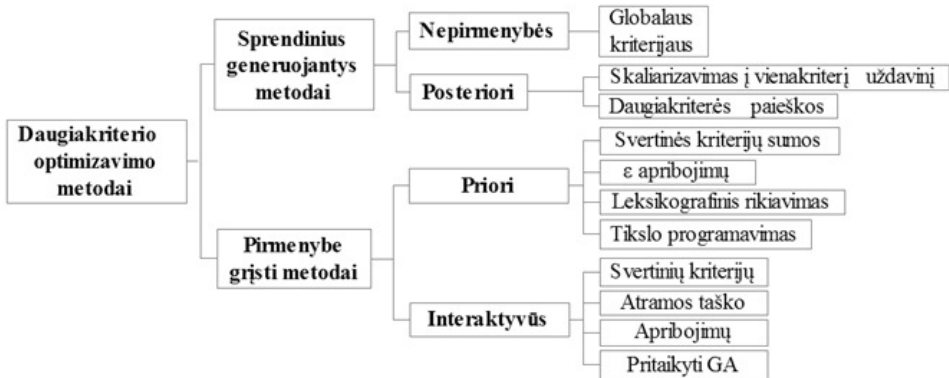 Daugiakriterio
optimizavimo
metodai
Sprendinius
generuojantys
metodai
Nepirmenybės
Globalaus
kriterijaus
Posteriori
Skaliarizavimas į vienakriterį uždavinį
Daugiakriterės paieškos
Pirmenybe
grįsti metodai
Priori
Svertinės kriterijų sumos
ε apribojimų
Leksikografinis rikiavimas
Tikslo programavimas
Interaktyvūs
Svertinių kriterijų
Atramos taško
Apribojimų
Pritaikyti GA